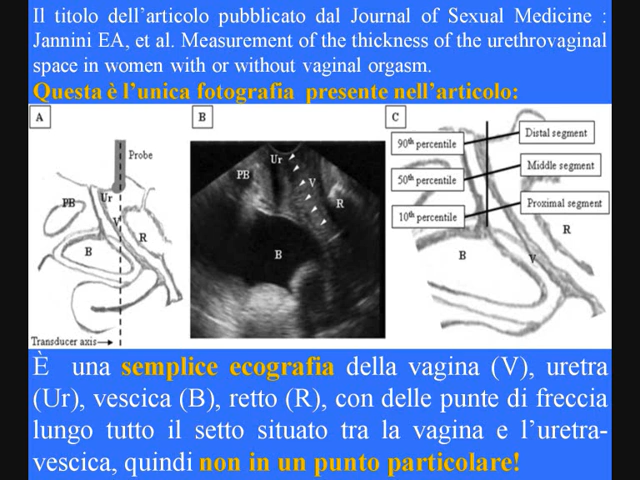 Il titolo dell'articolo pubblicato dal Journal of Sexual Medicine :
Jannini EA, et al. Measurement of the thickness of the urethrovaginal
space in women with or without vaginal orgasm.
Questa è l'unica fotografia presente nell'articolo:
A
Probe
PB
Ur
V
R
B
Transducer axis→
B
Ur
PB
V
R
B
C
90th percentile
50th percentile
10th percentile
Distal segment
Middle segment
Proximal segment
R
B
V
È una semplice ecografia della vagina (V), uretra
(Ur), vescica (B), retto (R), con delle punte di freccia
lungo tutto il setto situato tra la vagina e l'uretra-
vescica, quindi non in un punto particolare!